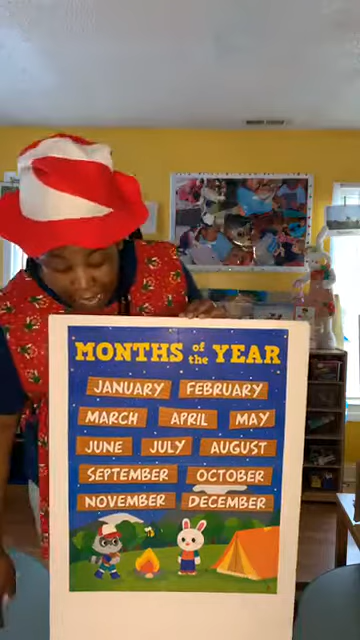 MONTHS of the YEAR
JANUARY FEBRUARY
MARCH APRIL MAY
JUNE JULY AUGUST
SEPTEMBER OCTOBER
NOVEMBER DECEMBER